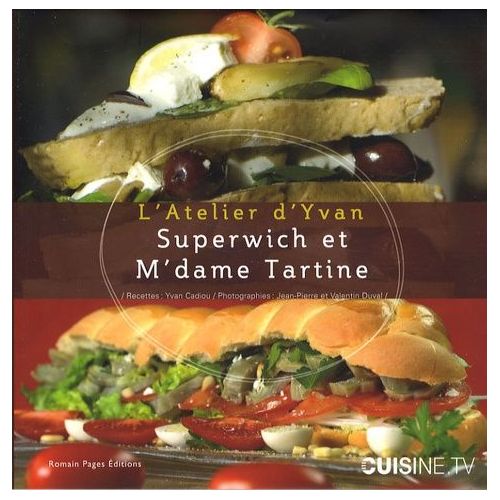 L'Atelier d'Yvan
Superwich et
M'dame Tartine
/ Recettes : Yvan Cadiou / Photographies : Jean-Pierre et Valentin Duval /
Romain Pages Éditions
CUISINE.TV